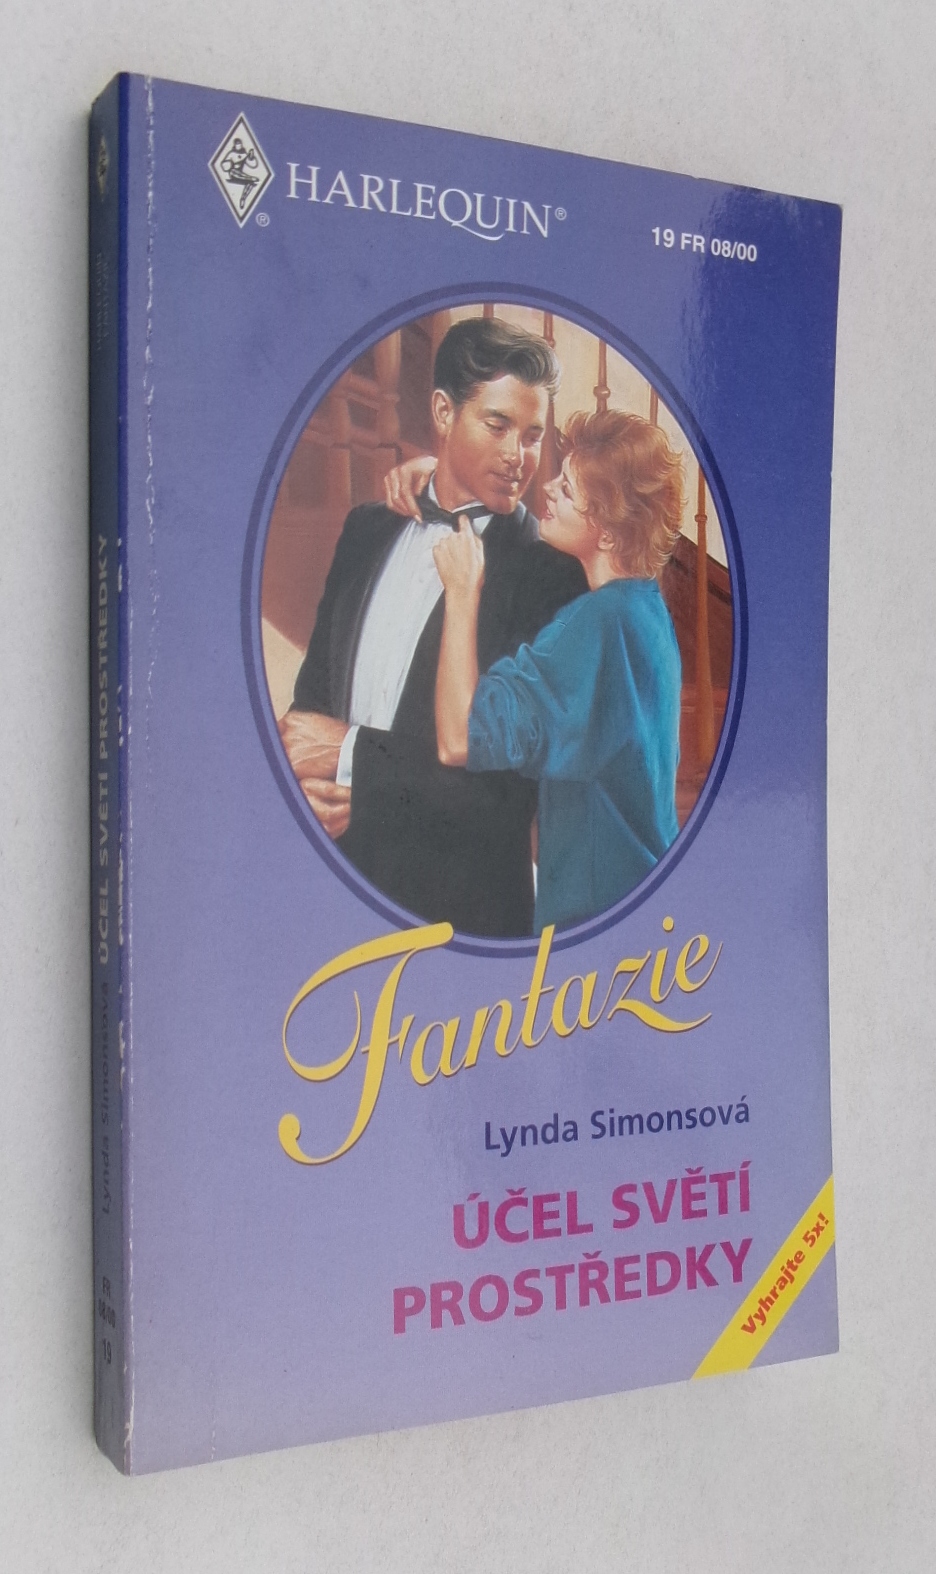 HARLEQUIN®
®
19 FR 08/00
Fantazie
Lynda Simonsová
ÚČEL SVĚTÍ
PROSTŘEDKY
Vyhrajte 5x!
Lynda Simonsová ÚČEL SVĚTÍ PROSTŘEDKY
FR
08/00
19